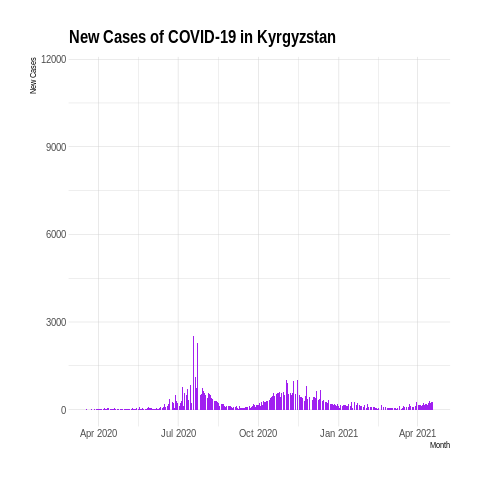 New Cases of COVID-19 in Kyrgyzstan
New Cases
12000
9000
6000
3000
0
Apr 2020 Jul 2020 Oct 2020 Jan 2021 Apr 2021
Month